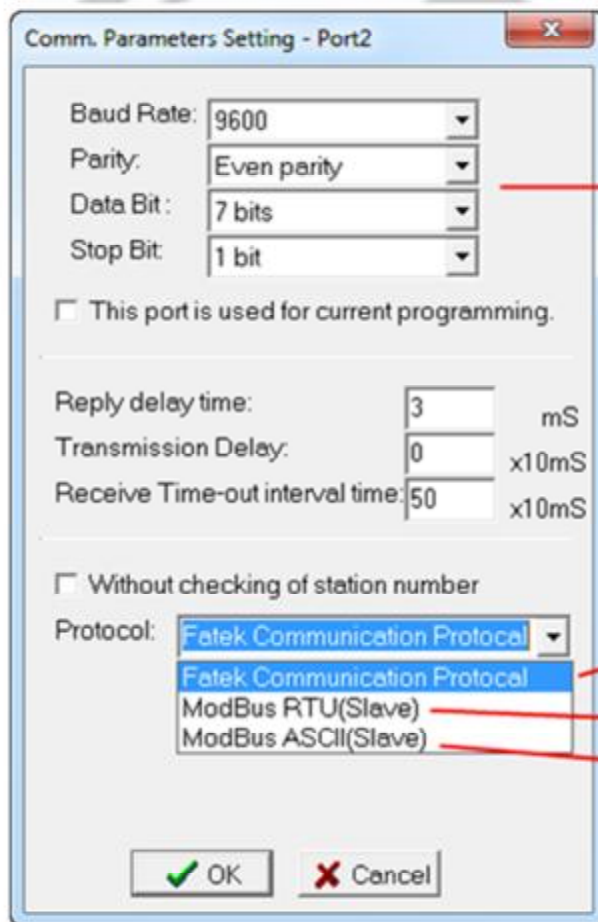 Comm. Parameters Setting - Port2
Baud Rate: 9600
Parity: Even parity
Data Bit : 7 bits
Stop Bit: 1 bit
This port is used for current programming.
Reply delay time: 3 mS
Transmission Delay: 0 x10mS
Receive Time-out interval time: 50 x10mS
Without checking of station number
Protocol: Fatek Communication Protocal
Fatek Communication Protocal
ModBus RTU(Slave)
ModBus ASCII(Slave)
OK Cancel